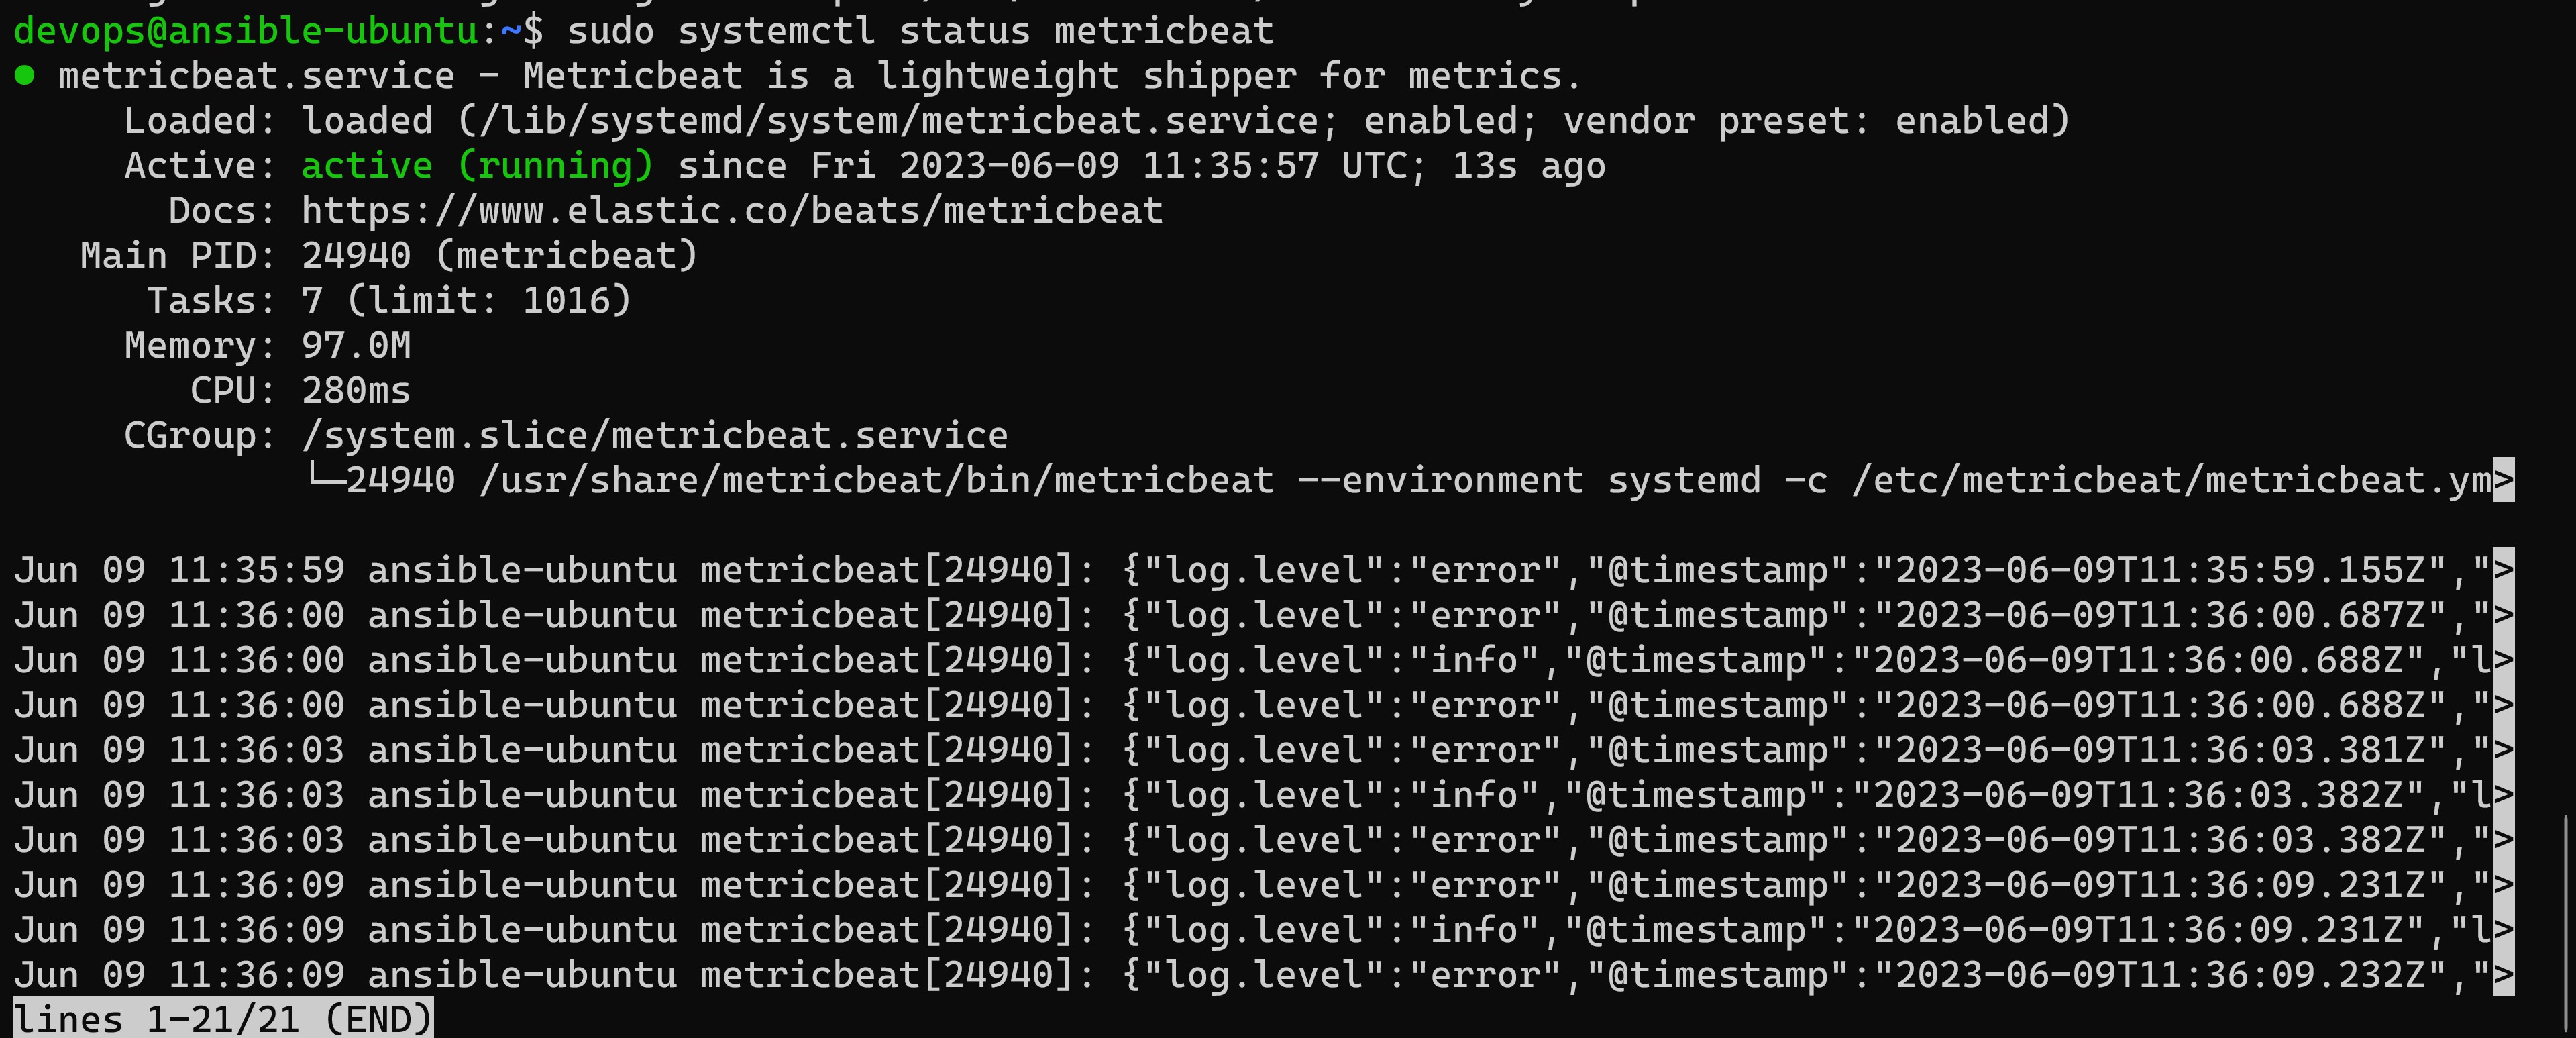 devops@ansible-ubuntu:~$ sudo systemctl status metricbeat
● metricbeat.service - Metricbeat is a lightweight shipper for metrics.
     Loaded: loaded (/lib/systemd/system/metricbeat.service; enabled; vendor preset: enabled)
     Active: active (running) since Fri 2023-06-09 11:35:57 UTC; 13s ago
       Docs: https://www.elastic.co/beats/metricbeat
   Main PID: 24940 (metricbeat)
      Tasks: 7 (limit: 1016)
     Memory: 97.0M
        CPU: 280ms
     CGroup: /system.slice/metricbeat.service
             └─24940 /usr/share/metricbeat/bin/metricbeat --environment systemd -c /etc/metricbeat/metricbeat.ym>
Jun 09 11:35:59 ansible-ubuntu metricbeat[24940]: {"log.level":"error","@timestamp":"2023-06-09T11:35:59.155Z",">
Jun 09 11:36:00 ansible-ubuntu metricbeat[24940]: {"log.level":"error","@timestamp":"2023-06-09T11:36:00.687Z",">
Jun 09 11:36:00 ansible-ubuntu metricbeat[24940]: {"log.level":"info","@timestamp":"2023-06-09T11:36:00.688Z","l>
Jun 09 11:36:00 ansible-ubuntu metricbeat[24940]: {"log.level":"error","@timestamp":"2023-06-09T11:36:00.688Z",">
Jun 09 11:36:03 ansible-ubuntu metricbeat[24940]: {"log.level":"error","@timestamp":"2023-06-09T11:36:03.381Z",">
Jun 09 11:36:03 ansible-ubuntu metricbeat[24940]: {"log.level":"info","@timestamp":"2023-06-09T11:36:03.382Z","l>
Jun 09 11:36:03 ansible-ubuntu metricbeat[24940]: {"log.level":"error","@timestamp":"2023-06-09T11:36:03.382Z",">
Jun 09 11:36:09 ansible-ubuntu metricbeat[24940]: {"log.level":"error","@timestamp":"2023-06-09T11:36:09.231Z",">
Jun 09 11:36:09 ansible-ubuntu metricbeat[24940]: {"log.level":"info","@timestamp":"2023-06-09T11:36:09.231Z","l>
Jun 09 11:36:09 ansible-ubuntu metricbeat[24940]: {"log.level":"error","@timestamp":"2023-06-09T11:36:09.232Z",">
lines 1-21/21 (END)